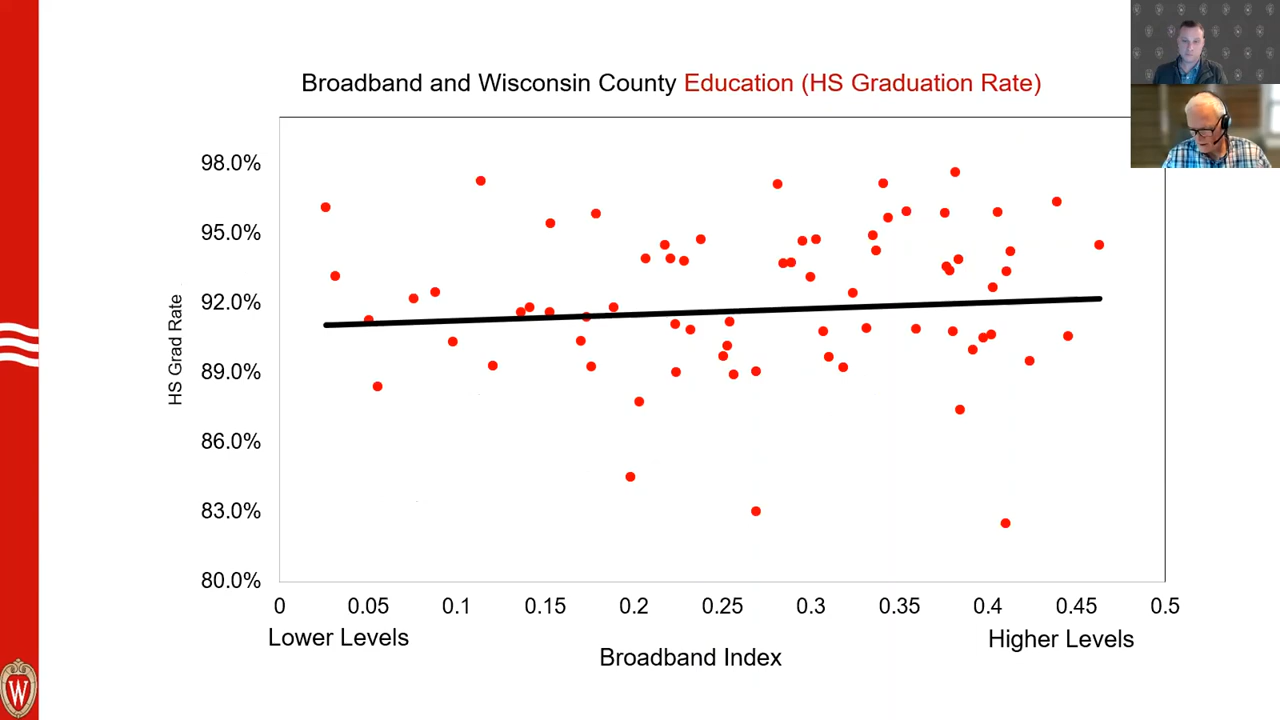 Broadband and Wisconsin County Education (HS Graduation Rate)
98.0%
95.0%
92.0%
89.0%
86.0%
83.0%
80.0%
HS Grad Rate
0 0.05 0.1 0.15 0.2 0.25 0.3 0.35 0.4 0.45 0.5
Lower Levels Higher Levels
Broadband Index
W